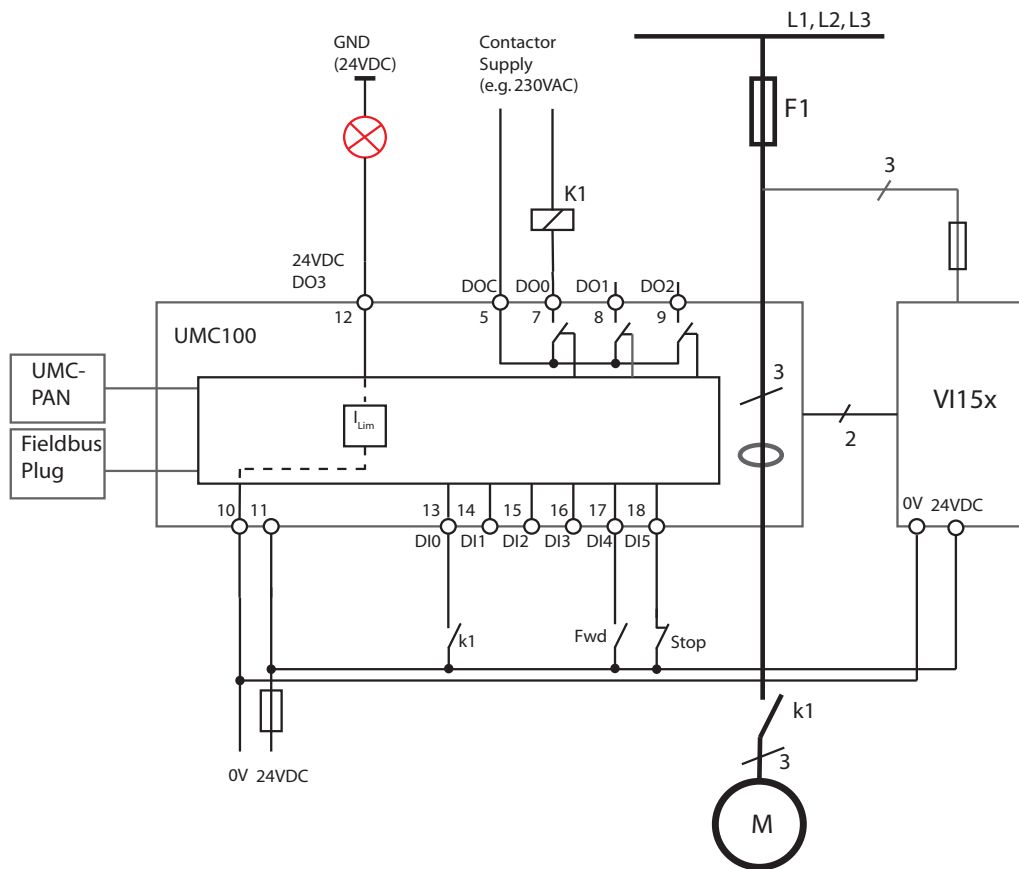 L1, L2, L3
GND
(24VDC)
Contactor
Supply
(e.g. 230VAC)
F1
3
K1
24VDC
DO3
DOC
DO0
DO1
DO2
12
5
7
8
9
UMC100
UMC-
PAN
Fieldbus
Plug
I Lim
3
2
VI15x
0V
24VDC
10
11
13
14
15
16
17
18
DI0
DI1
DI2
DI3
DI4
DI5
k1
Fwd
Stop
k1
3
0V
24VDC
M